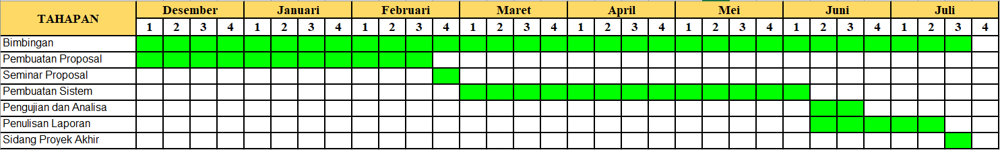 TAHAPAN Desember Januari Februari Maret April Mei Juni Juli
1 2 3 4 1 2 3 4 1 2 3 4 1 2 3 4 1 2 3 4 1 2 3 4 1 2 3 4 1 2 3 4
Bimbingan
Pembuatan Proposal
Seminar Proposal
Pembuatan Sistem
Pengujian dan Analisa
Penulisan Laporan
Sidang Proyek Akhir